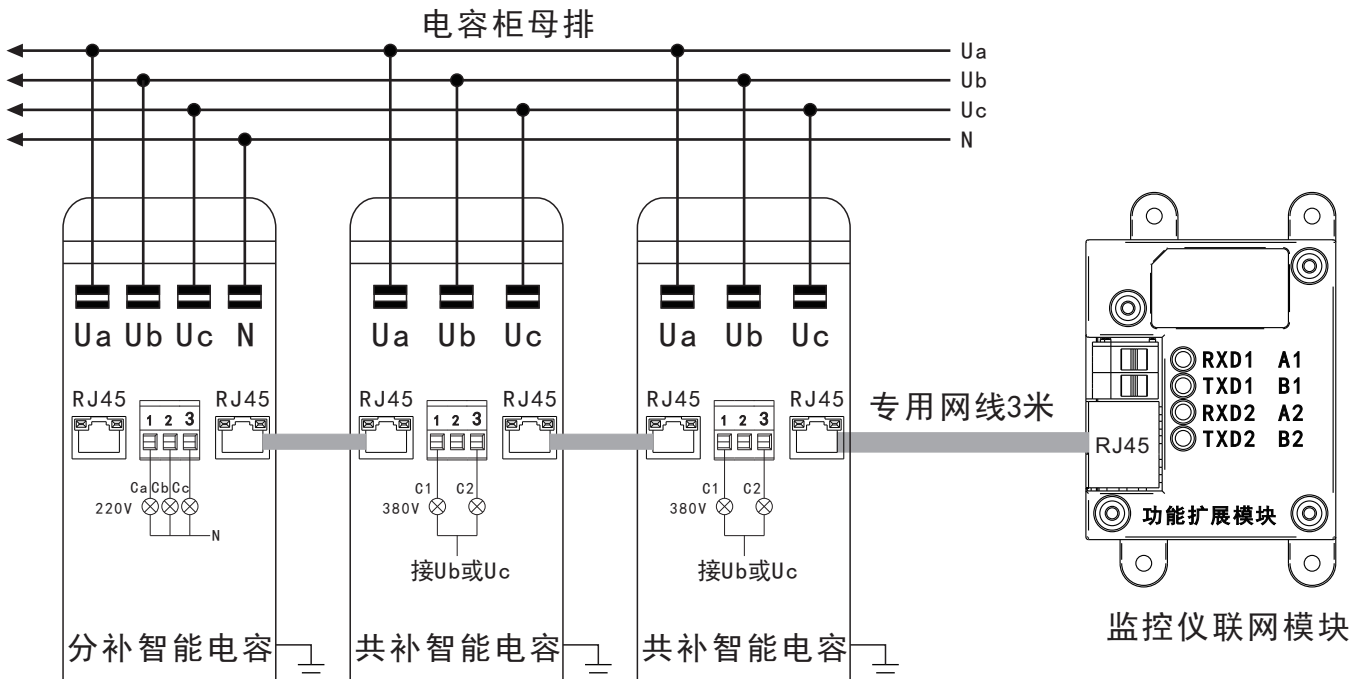 电容柜母排
Ua
Ub
Uc
N
Ua Ub Uc N
Ua Ub Uc
Ua Ub Uc
RJ45 RJ45
RJ45 RJ45
RJ45 RJ45
1 2 3
1 2 3
1 2 3
专用网线3米
Ca Cb Cc
220V
N
C1 C2
380V
接Ub或Uc
C1 C2
380V
接Ub或Uc
RXD1 A1
TXD1 B1
RXD2 A2
TXD2 B2
RJ45
功能扩展模块
分补智能电容
共补智能电容
共补智能电容
监控仪联网模块